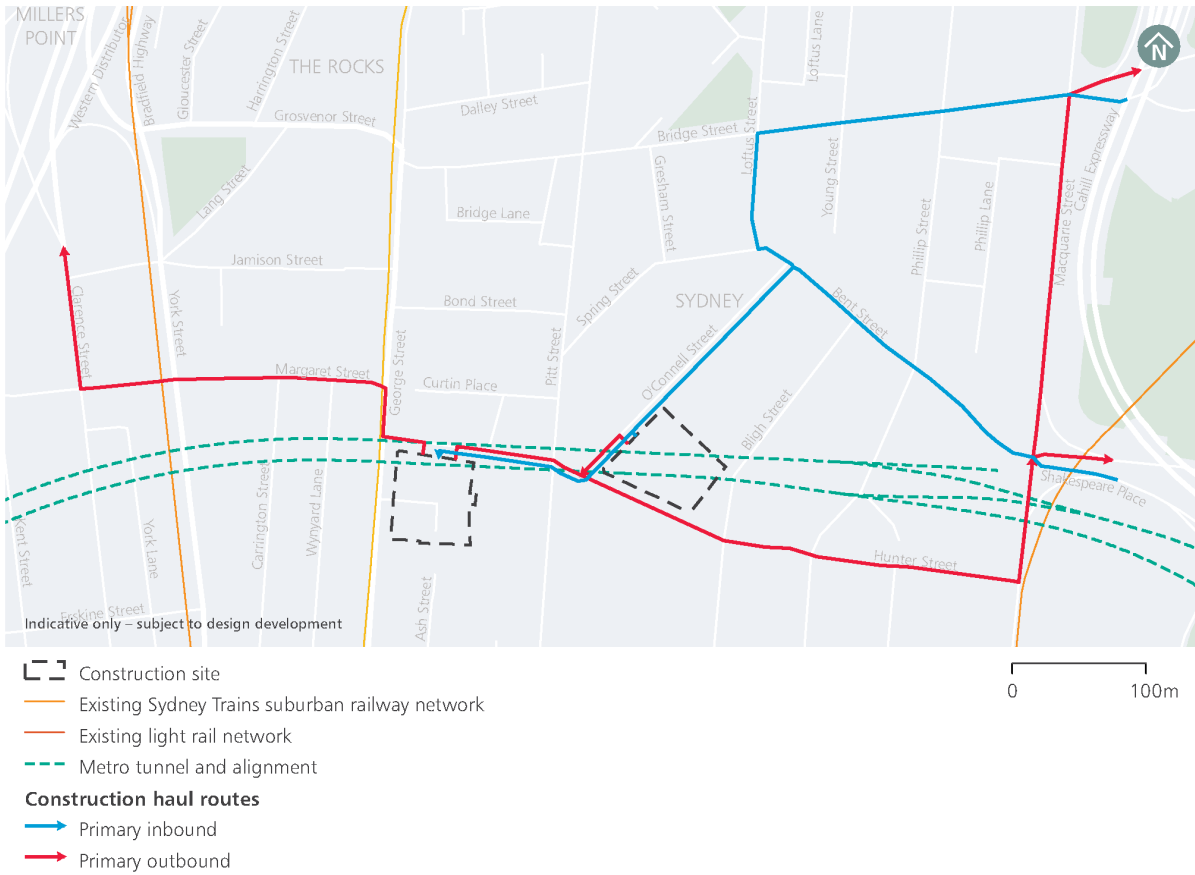 MILLERS
POINT
Western Distributor
Bradfield Highway
Gloucester Street
Harrington Street
THE ROCKS
Grosvenor Street
Dalley Street
Loftus Lane
N
Bridge Street
Loftus Street
Lang Street
Gresham Street
Young Street
Phillip Street
Phillip Lane
Macquarie Street
Cahill Expressway
Bridge Lane
Jamison Street
Clarence Street
York Street
Bond Street
Spring Street
SYDNEY
Bent Street
George Street
Pitt Street
O'Connell Street
Margaret Street
Curtin Place
Bligh Street
Shakespeare Place
Kent Street
York Lane
Carrington Street
Wynyard Lane
Hunter Street
Ash Street
Erskine Street
Indicative only – subject to design development
Construction site
0 100m
Existing Sydney Trains suburban railway network
Existing light rail network
Metro tunnel and alignment
Construction haul routes
Primary inbound
Primary outbound